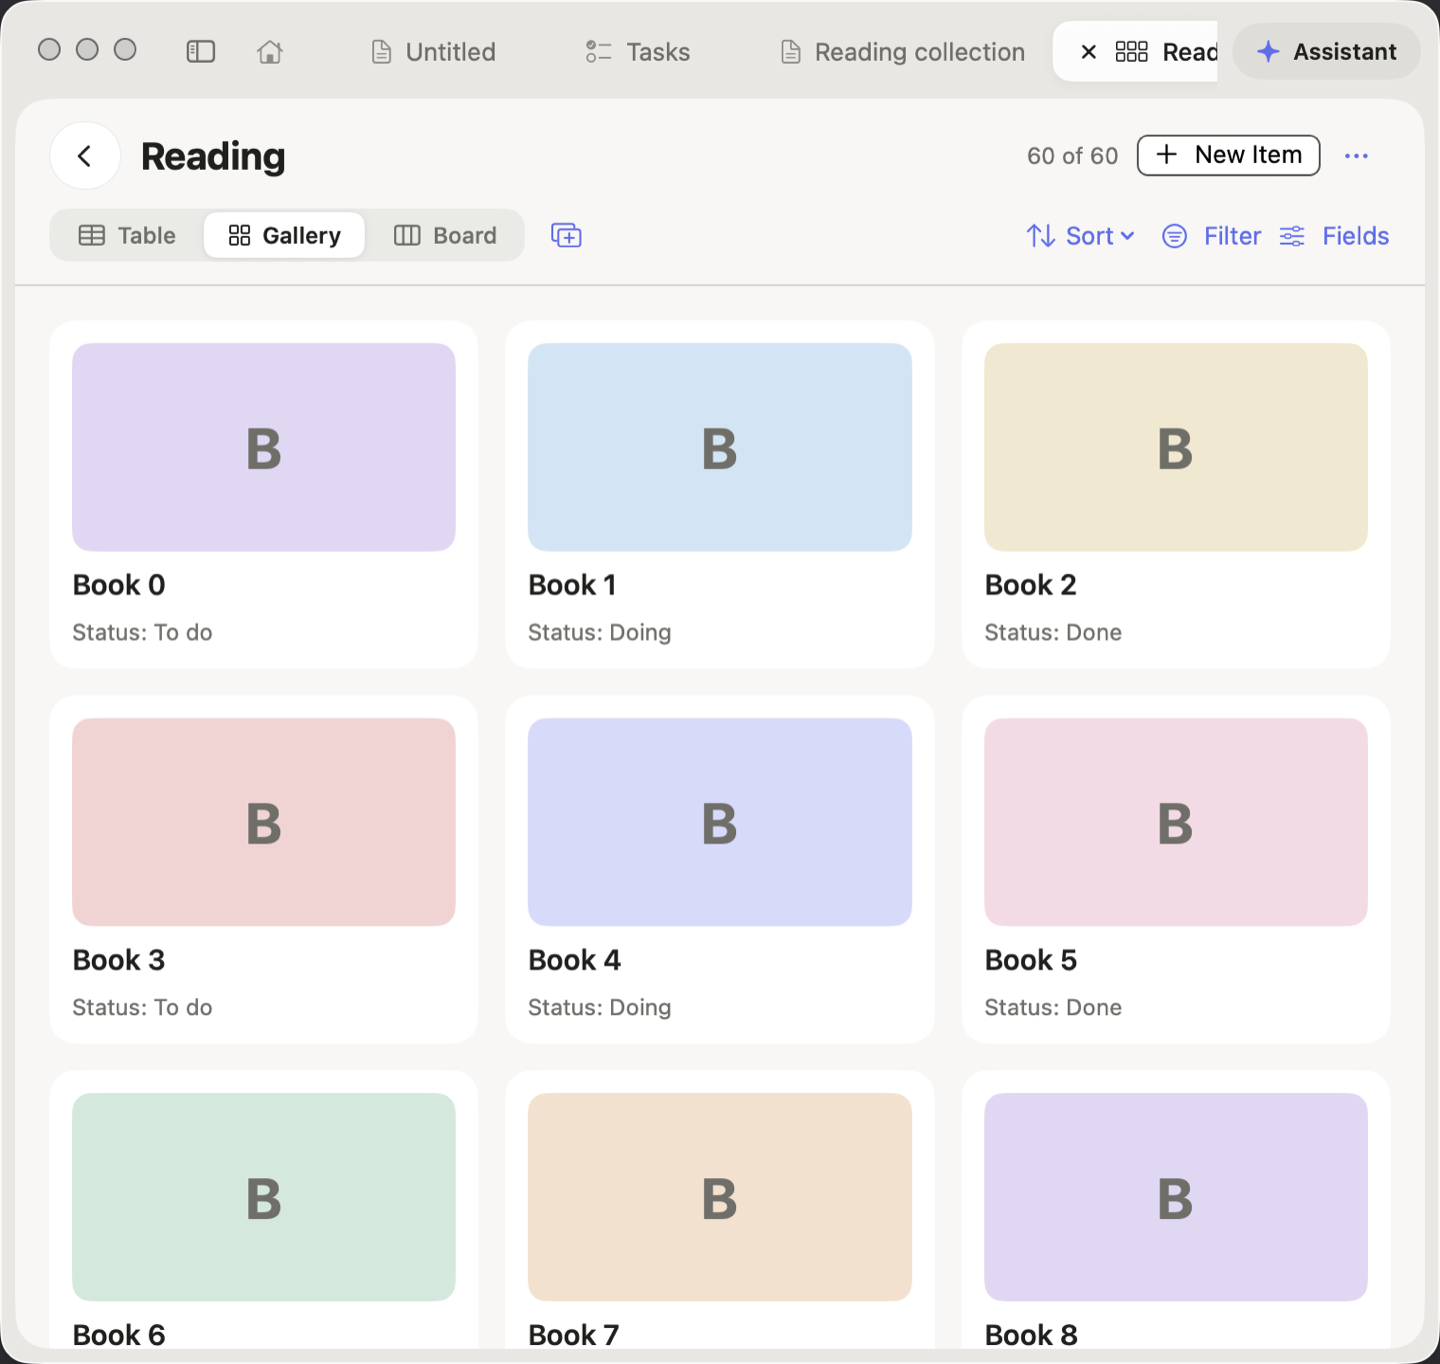 Untitled
Tasks
Reading collection
Read
Assistant
Reading
60 of 60
New Item
Table
Gallery
Board
Sort
Filter
Fields
B
B
B
Book 0
Book 1
Book 2
Status: To do
Status: Doing
Status: Done
B
B
B
Book 3
Book 4
Book 5
Status: To do
Status: Doing
Status: Done
B
B
B
Book 6
Book 7
Book 8